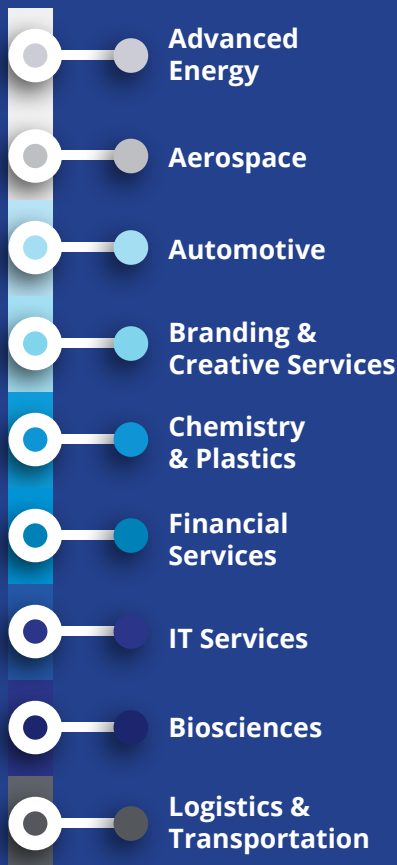 Advanced
Energy
Aerospace
Automotive
Branding &
Creative Services
Chemistry
& Plastics
Financial
Services
IT Services
Biosciences
Logistics &
Transportation